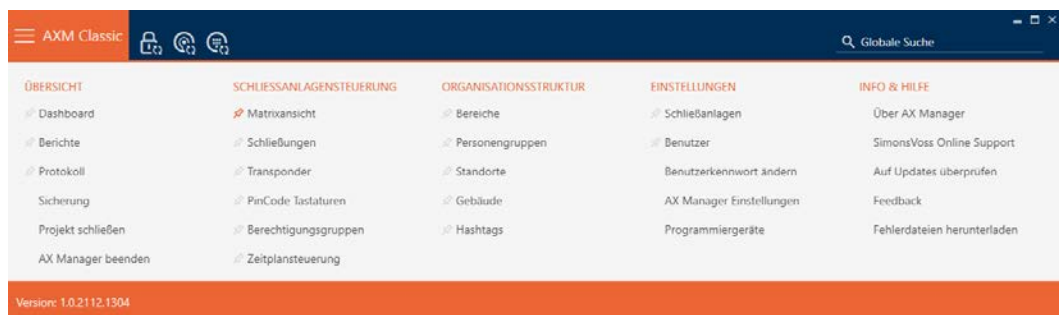 AXM Classic
Globale Suche
ÜBERSICHT
Dashboard
Berichte
Protokoll
Sicherung
Projekt schließen
AX Manager beenden
SCHLIESSANLAGENSTEUERUNG
Matrixansicht
Schließungen
Transponder
PinCode Tastaturen
Berechtigungsgruppen
Zeitplansteuerung
ORGANISATIONSSTRUKTUR
Bereiche
Personengruppen
Standorte
Gebäude
Hashtags
EINSTELLUNGEN
Schließanlagen
Benutzer
Benutzerkennwort ändern
AX Manager Einstellungen
Programmiergeräte
INFO & HILFE
Über AX Manager
SimonsVoss Online Support
Auf Updates überprüfen
Feedback
Fehlerdateien herunterladen
Version: 1.0.2112.1304